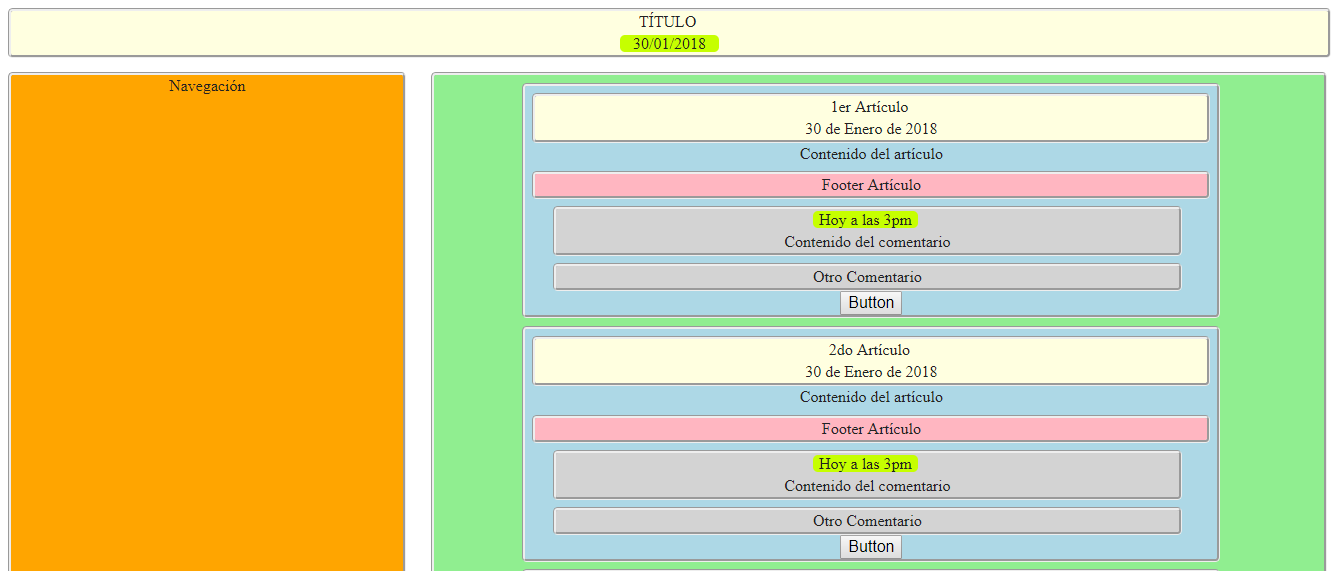 TÍTULO
30/01/2018
Navegación
1er Artículo
30 de Enero de 2018
Contenido del artículo
Footer Artículo
Hoy a las 3pm
Contenido del comentario
Otro Comentario
Button
2do Artículo
30 de Enero de 2018
Contenido del artículo
Footer Artículo
Hoy a las 3pm
Contenido del comentario
Otro Comentario
Button